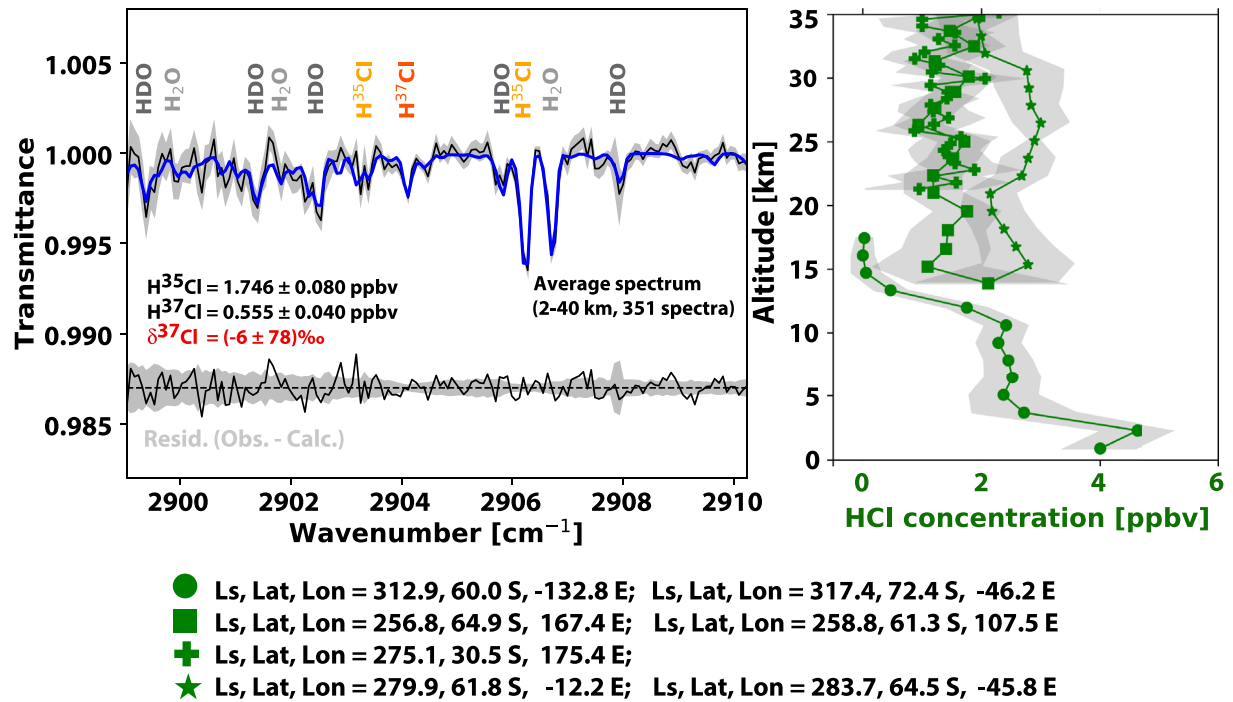 1.005
1.000
0.995
0.990
0.985
Transmittance
HDO
H2O
HDO
H2O
HDO
H35Cl
H37Cl
HDO
H35Cl
H2O
HDO
H35Cl = 1.746 ± 0.080 ppbv
H37Cl = 0.555 ± 0.040 ppbv
δ37Cl = (-6 ± 78)‰
Average spectrum
(2-40 km, 351 spectra)
Resid. (Obs. - Calc.)
2900 2902 2904 2906 2908 2910
Wavenumber [cm−1]
35
30
25
20
15
10
5
0
Altitude [km]
0 2 4 6
HCl concentration [ppbv]
Ls, Lat, Lon = 312.9, 60.0 S, -132.8 E; Ls, Lat, Lon = 317.4, 72.4 S, -46.2 E
Ls, Lat, Lon = 256.8, 64.9 S, 167.4 E; Ls, Lat, Lon = 258.8, 61.3 S, 107.5 E
Ls, Lat, Lon = 275.1, 30.5 S, 175.4 E;
Ls, Lat, Lon = 279.9, 61.8 S, -12.2 E; Ls, Lat, Lon = 283.7, 64.5 S, -45.8 E